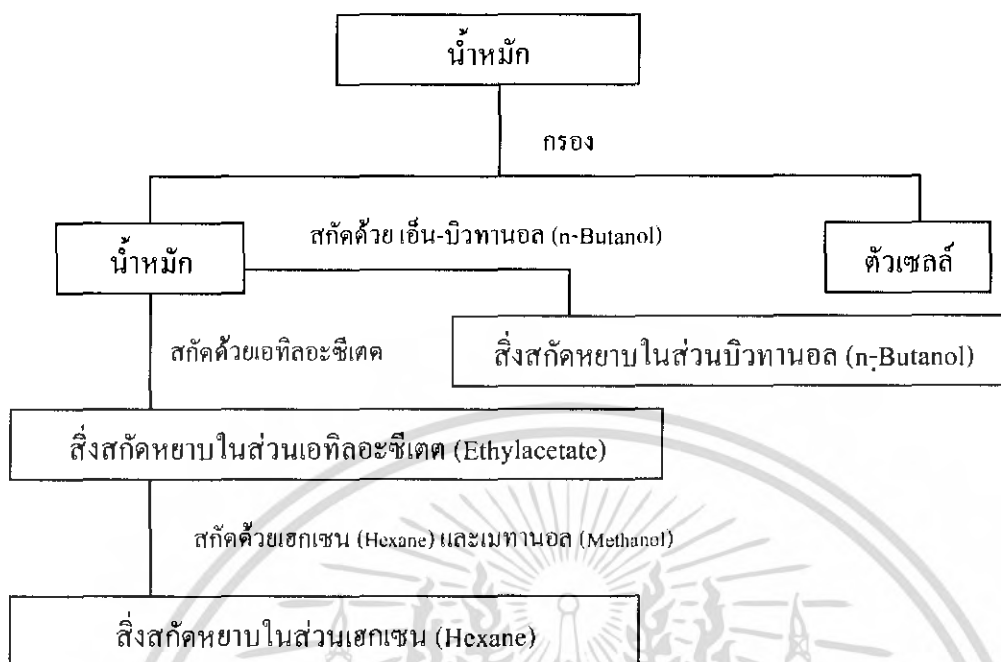 น้ำหมัก
กรอง
สกัดด้วย เอ็น-บิวทานอล (n-Butanol)
น้ำหมัก
ตัวเซลล์
สกัดด้วยเอทิลอะซีเตต
สิ่งสกัดหยาบในส่วนบิวทานอล (n-Butanol)
สิ่งสกัดหยาบในส่วนเอทิลอะซีเตต (Ethylacetate)
สกัดด้วยเฮกเซน (Hexane) และเมทานอล (Methanol)
สิ่งสกัดหยาบในส่วนเฮกเซน (Hexane)